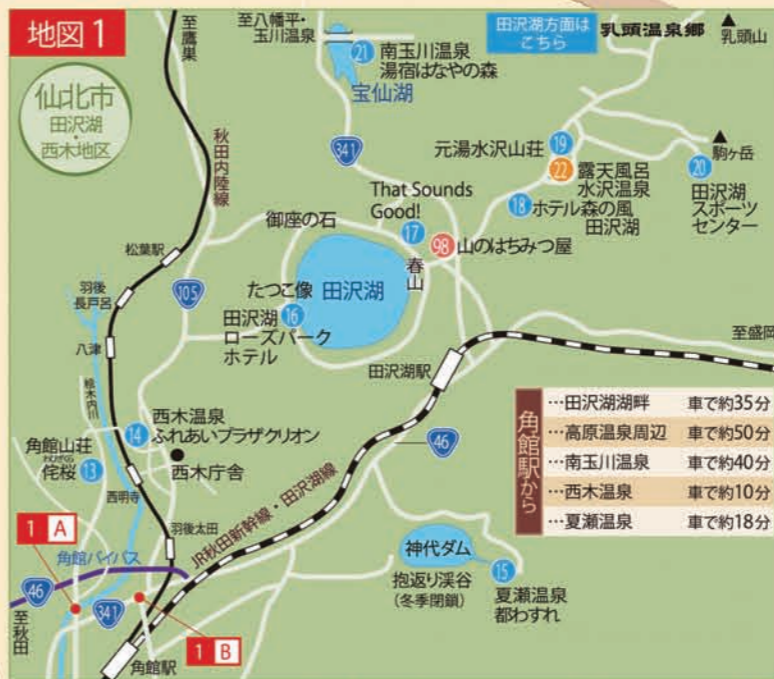 地図1
仙北市
田沢湖
・
西木地区
至鷹巣
秋田内陸線
至八幡平・
玉川温泉
21
南玉川温泉
湯宿はなやの森
宝仙湖
田沢湖方面は
こちら
乳頭温泉郷
乳頭山
341
元湯水沢山荘
19
22
露天風呂
水沢温泉
駒ヶ岳
20
田沢湖
スポーツ
センター
18
ホテル森の風
田沢湖
That Sounds
Good!
17
98
山のはちみつ屋
春山
御座の石
松葉駅
105
たつこ像
田沢湖
16
田沢湖
ローズパーク
ホテル
羽後
長戸呂
八津
桧木内川
田沢湖駅
至盛岡
46
西木温泉
ふれあいプラザクリオン
14
西木庁舎
角館山荘
侘桜
13
西明寺
羽後太田
JR秋田新幹線・田沢湖線
角館駅から
…田沢湖湖畔 車で約35分
…高原温泉周辺 車で約50分
…南玉川温泉 車で約40分
…西木温泉 車で約10分
…夏瀬温泉 車で約18分
神代ダム
抱返り渓谷
(冬季閉鎖)
15
夏瀬温泉
都わすれ
1 A
角館バイパス
46
341
至秋田
1 B
角館駅